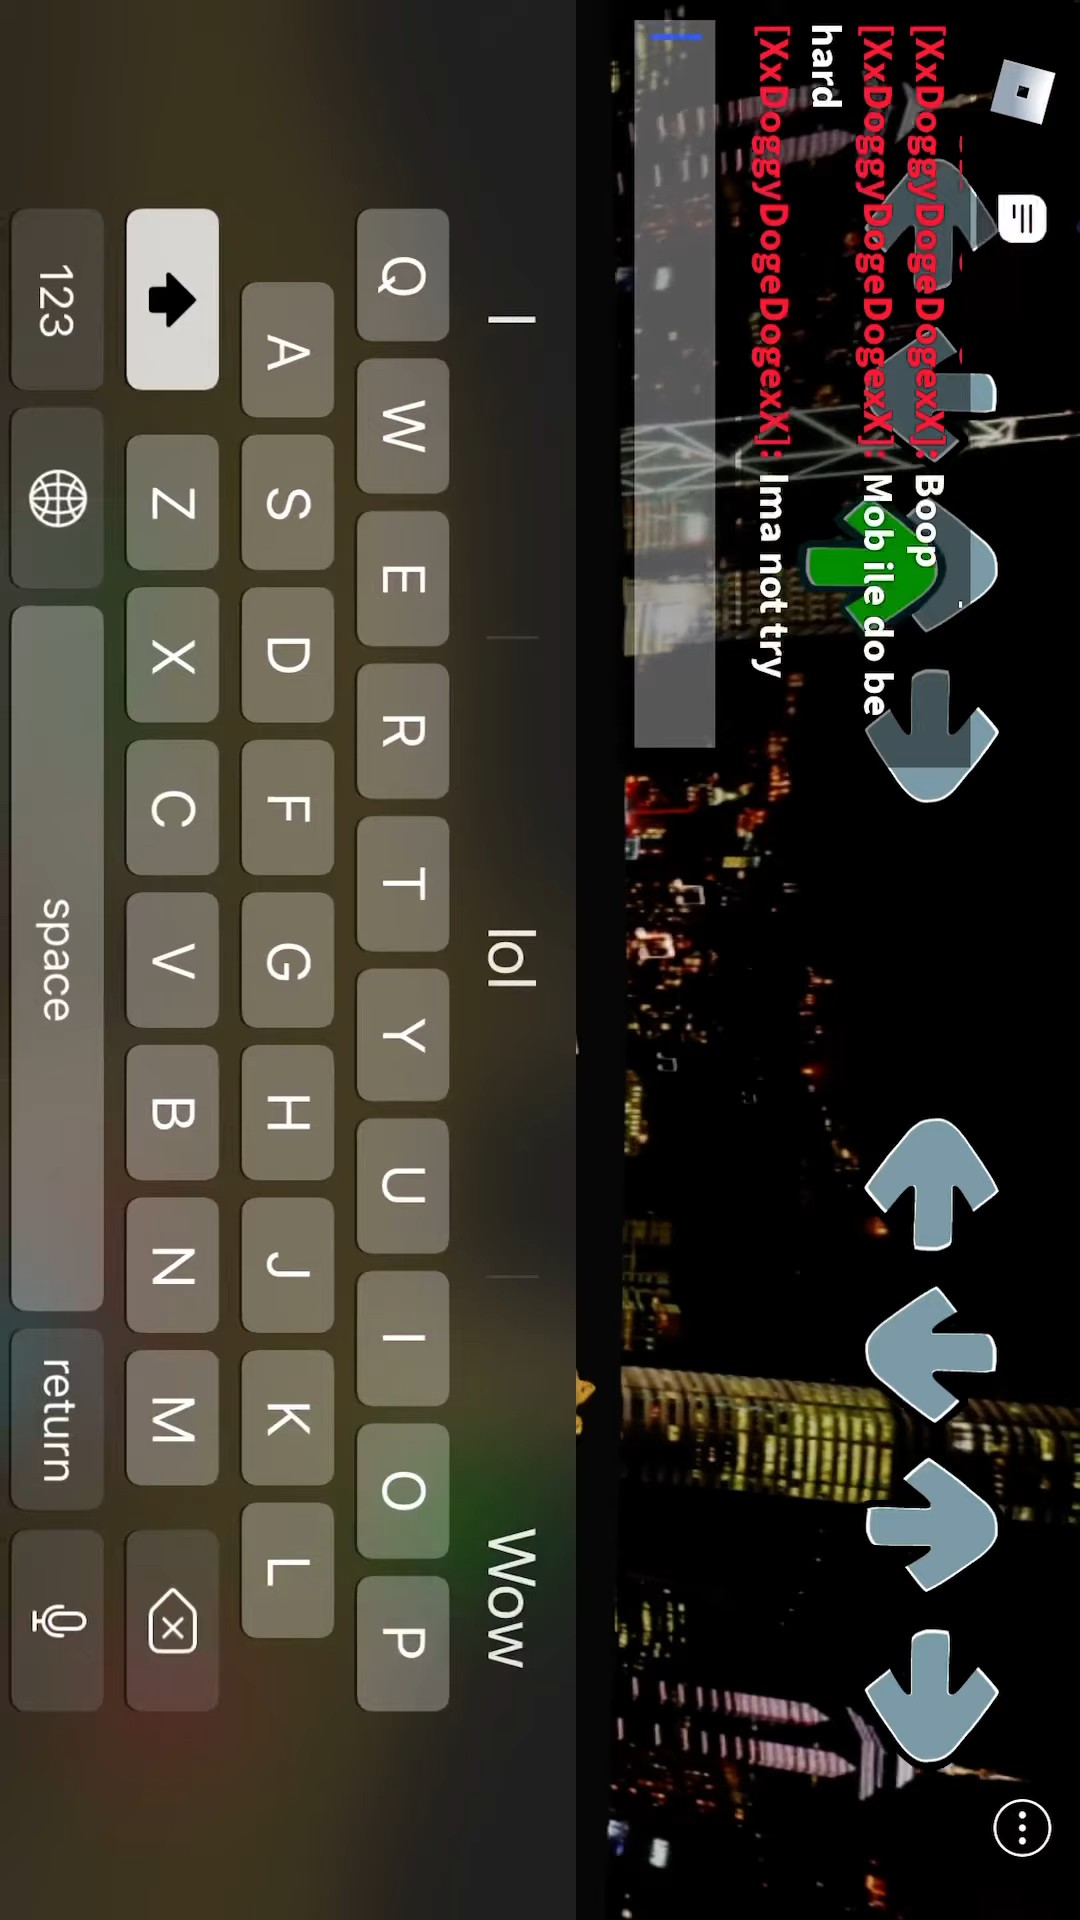 [XxDoggyDogeDogexX]: Boop
[XxDoggyDogeDogexX]: Mob ile do be
hard
[XxDoggyDogeDogexX]: Ima not try
I lol Wow
Q W E R T Y U I O P
A S D F G H J K L
Z X C V B N M
123 space return